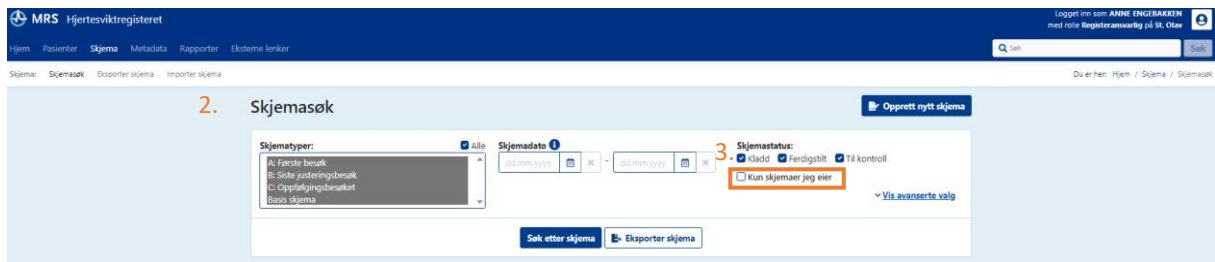 MRS Hjertesviktregisteret
Logget inn som ANNE ENGEBAKKEN
med rolle Registeransvarlig på St. Olav
Hjem Pasienter Skjema Metadata Rapporter Eksterne lenker
Søk Søk
Skjema: Skjemasøk Eksporter skjema Importer skjema
Du er her: Hjem / Skjema / Skjemasøk
2. Skjemasøk
Opprett nytt skjema
Skjematyper: Alle Skjemadato Skjemastatus:
3.
A: Første besøk
B: Siste justeringsbesøk
C: Oppfølgingsbesøket
Basis skjema
dd.mm.yyyy - dd.mm.yyyy
Kladd Ferdigstilt Til kontroll
Kun skjemaer jeg eier
Vis avanserte valg
Søk etter skjema Eksporter skjema